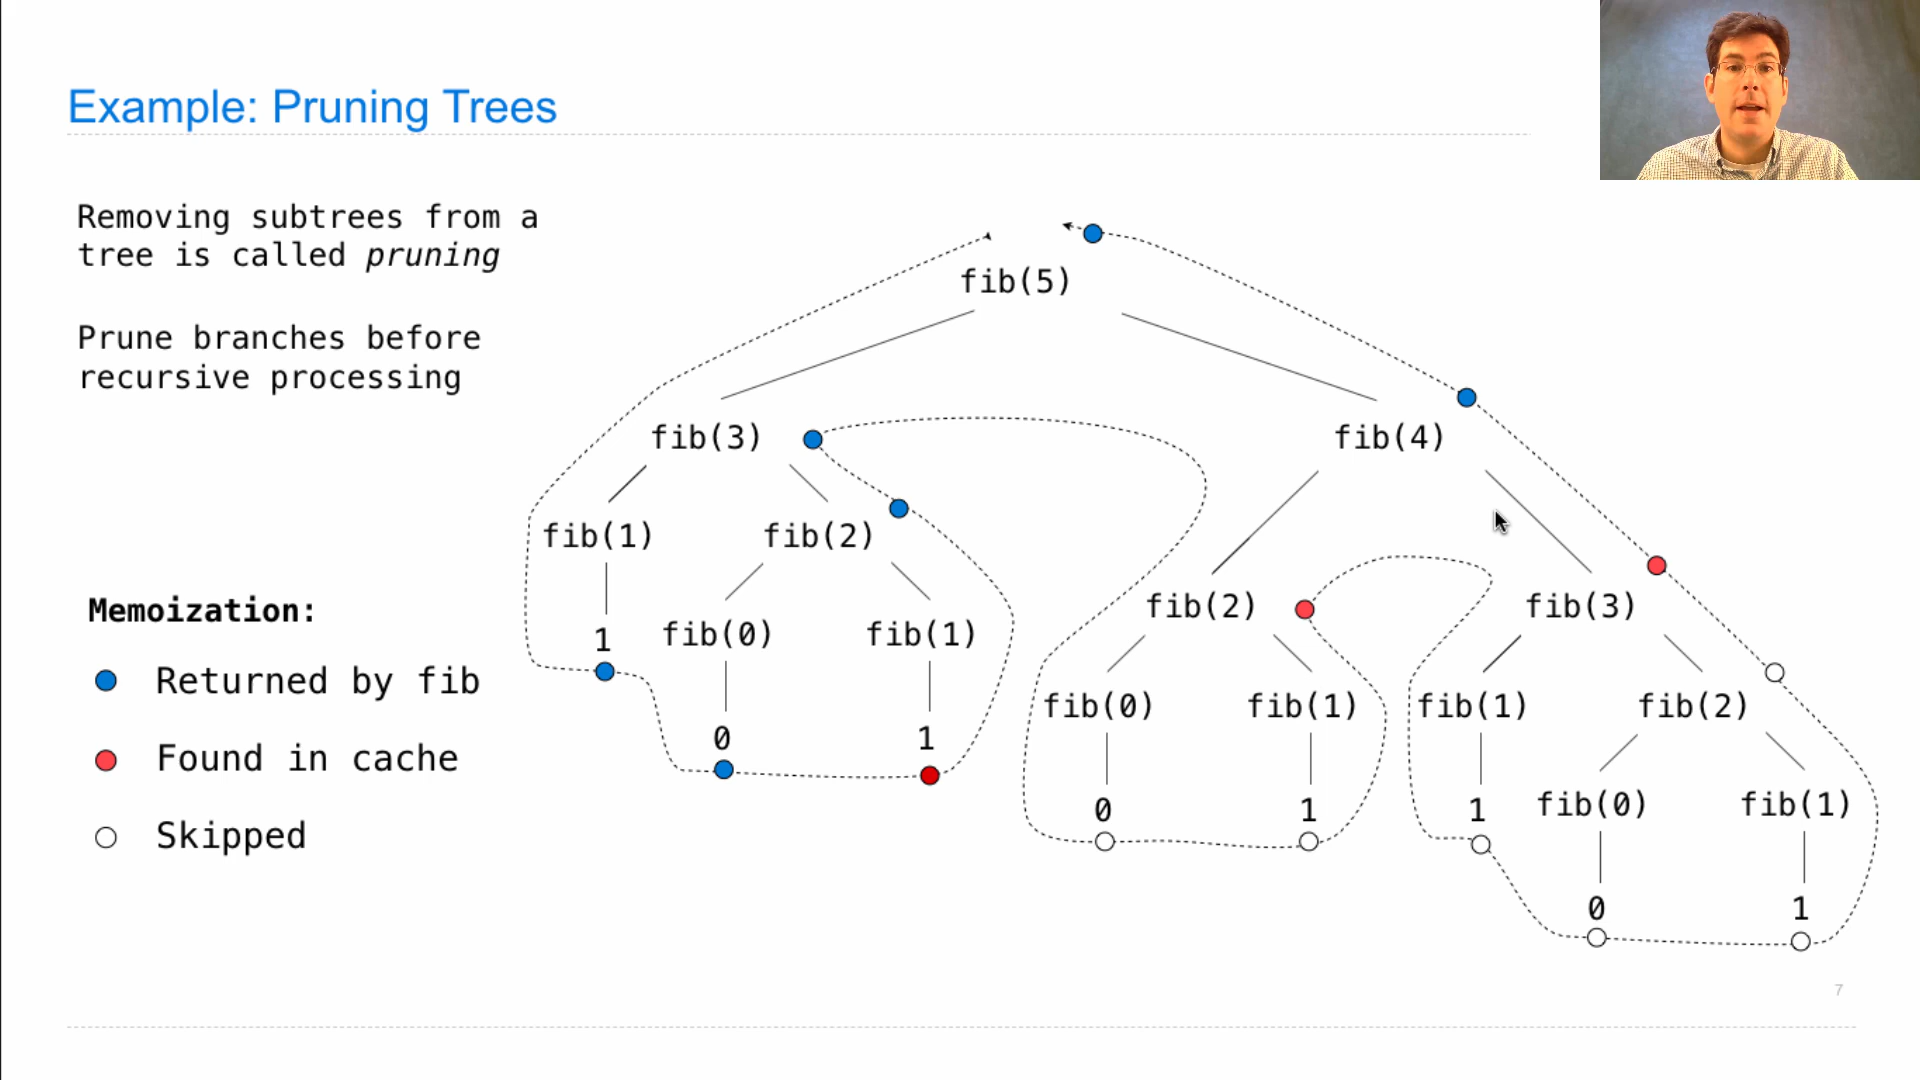 Example: Pruning Trees
Removing subtrees from a
tree is called pruning
Prune branches before
recursive processing
fib(5)
fib(3)
fib(4)
fib(1)
fib(2)
1
fib(0)
fib(1)
0
1
fib(2)
fib(3)
fib(0)
fib(1)
fib(1)
fib(2)
0
1
1
fib(0)
fib(1)
0
1
Memoization:
Returned by fib
Found in cache
Skipped
7